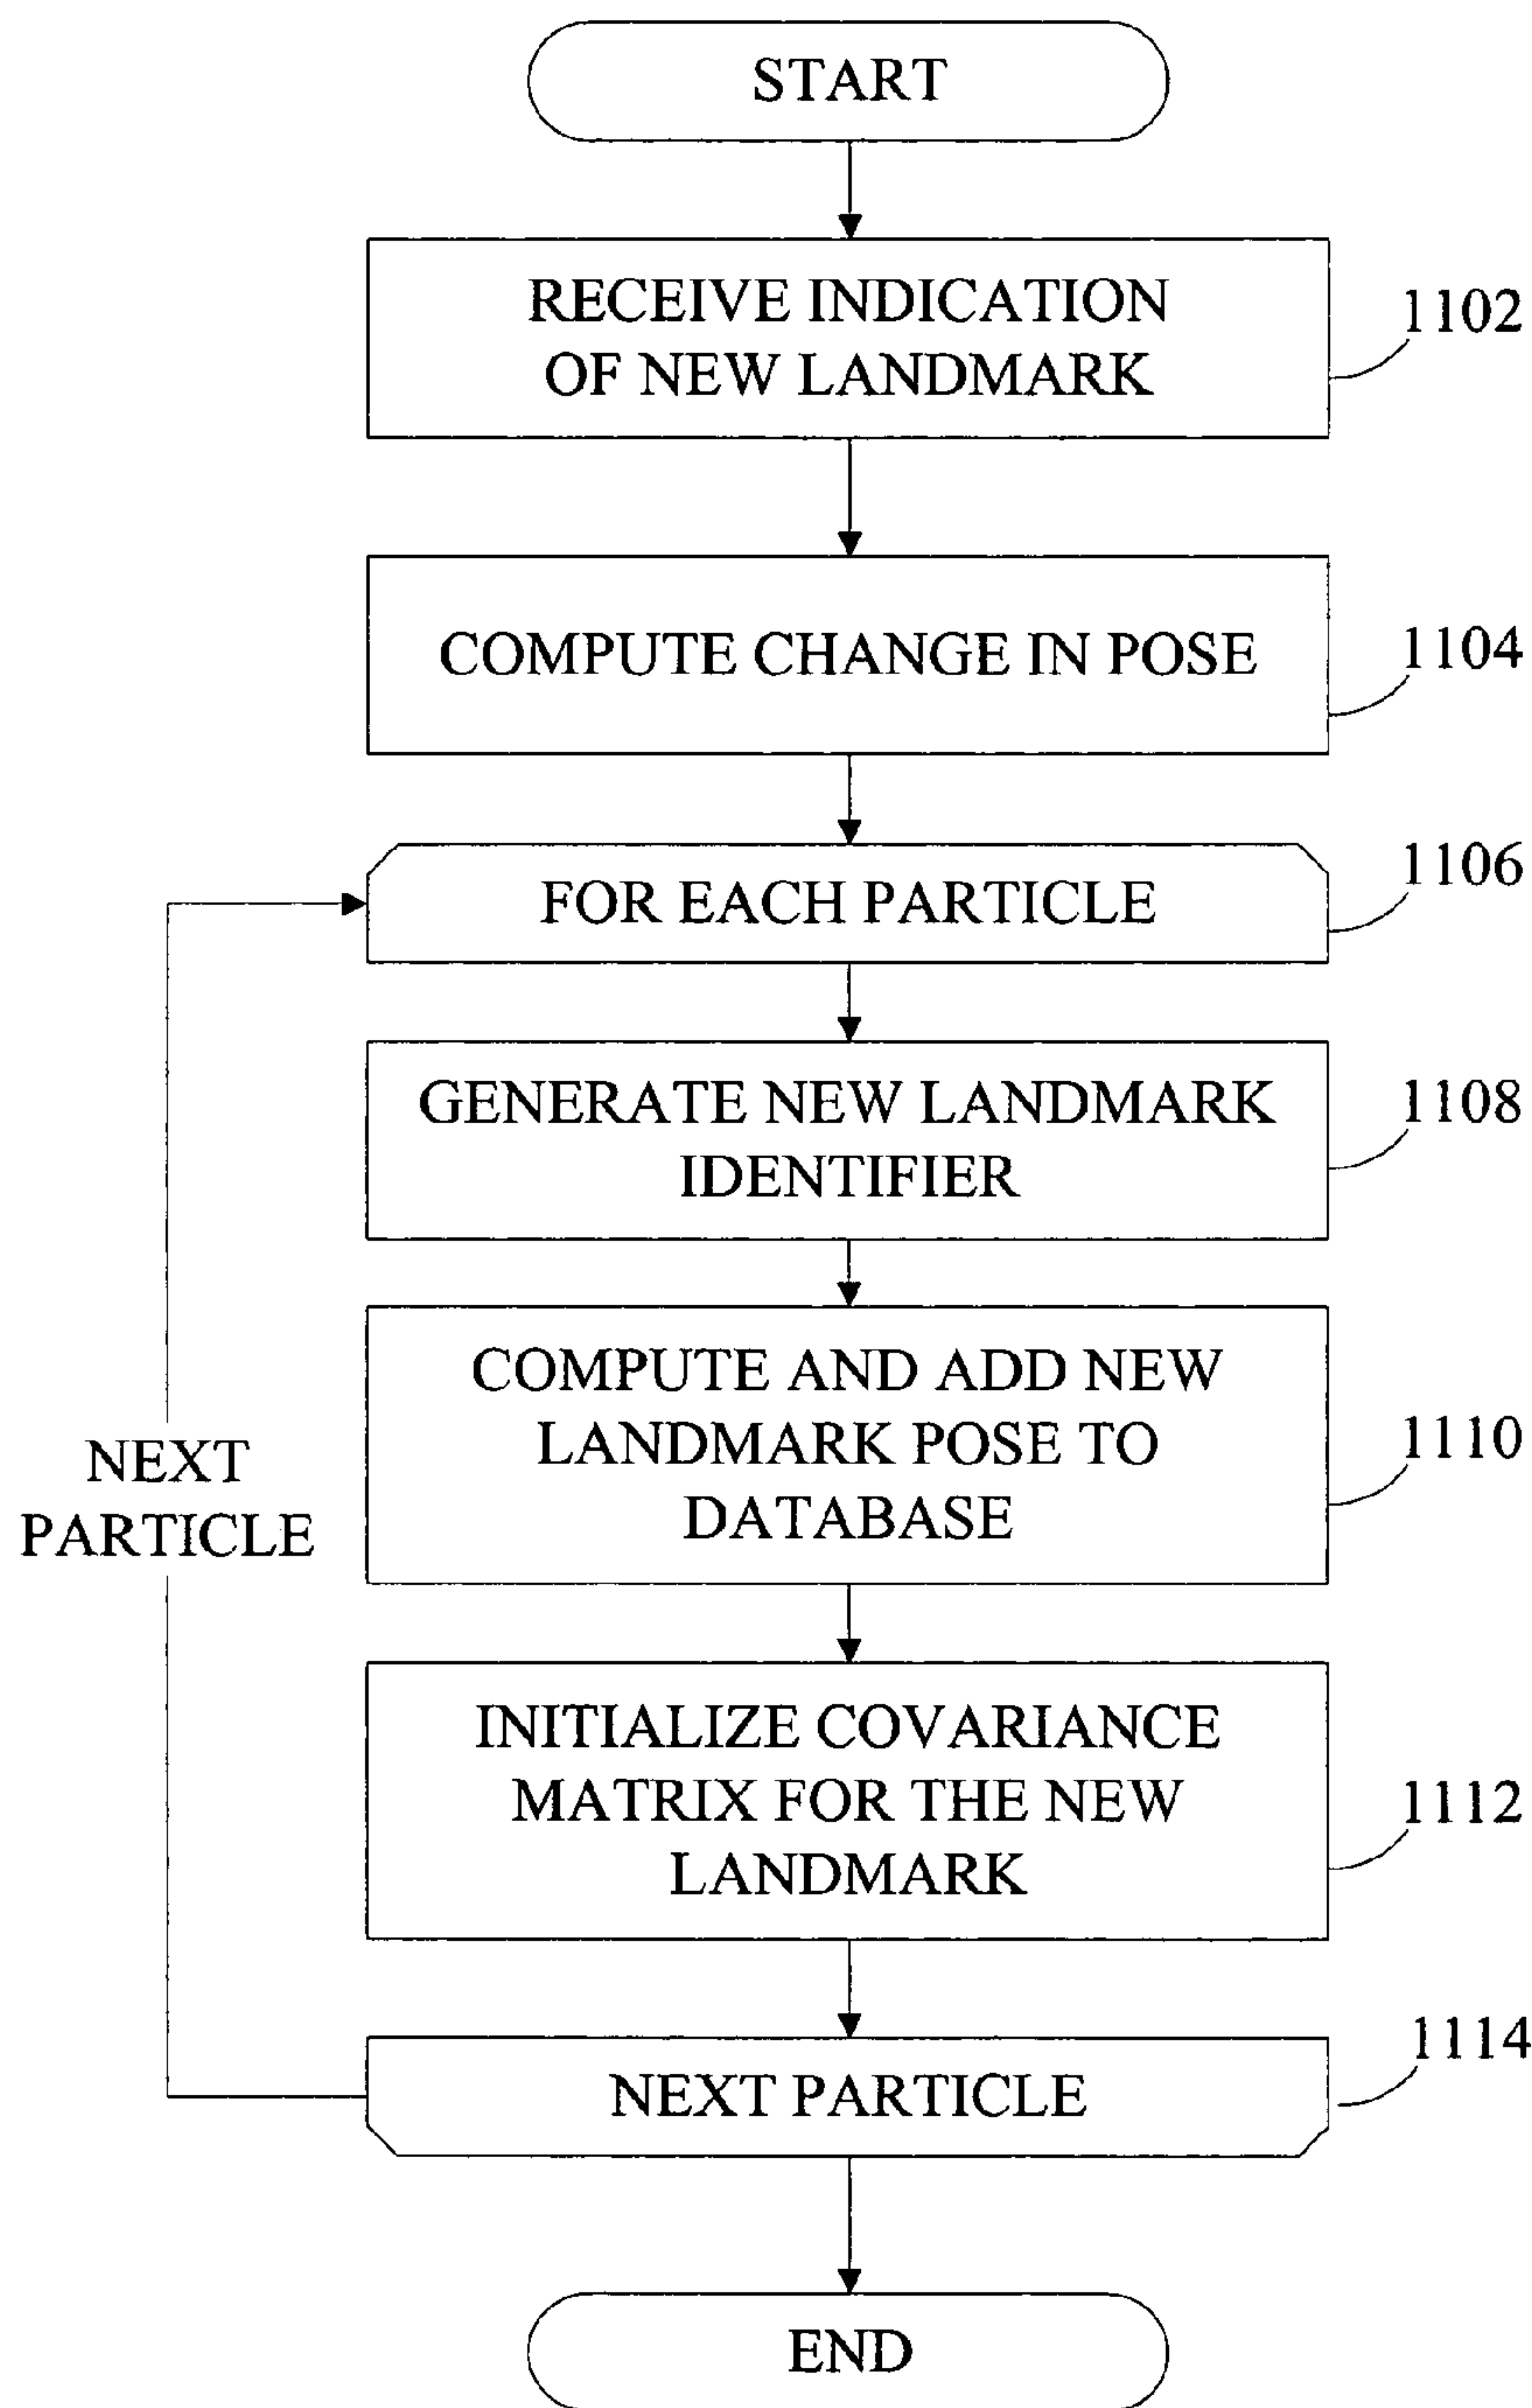 START
RECEIVE INDICATION
OF NEW LANDMARK
1102
COMPUTE CHANGE IN POSE
1104
FOR EACH PARTICLE
1106
GENERATE NEW LANDMARK
IDENTIFIER
1108
COMPUTE AND ADD NEW
LANDMARK POSE TO
DATABASE
1110
NEXT
PARTICLE
INITIALIZE COVARIANCE
MATRIX FOR THE NEW
LANDMARK
1112
NEXT PARTICLE
1114
END